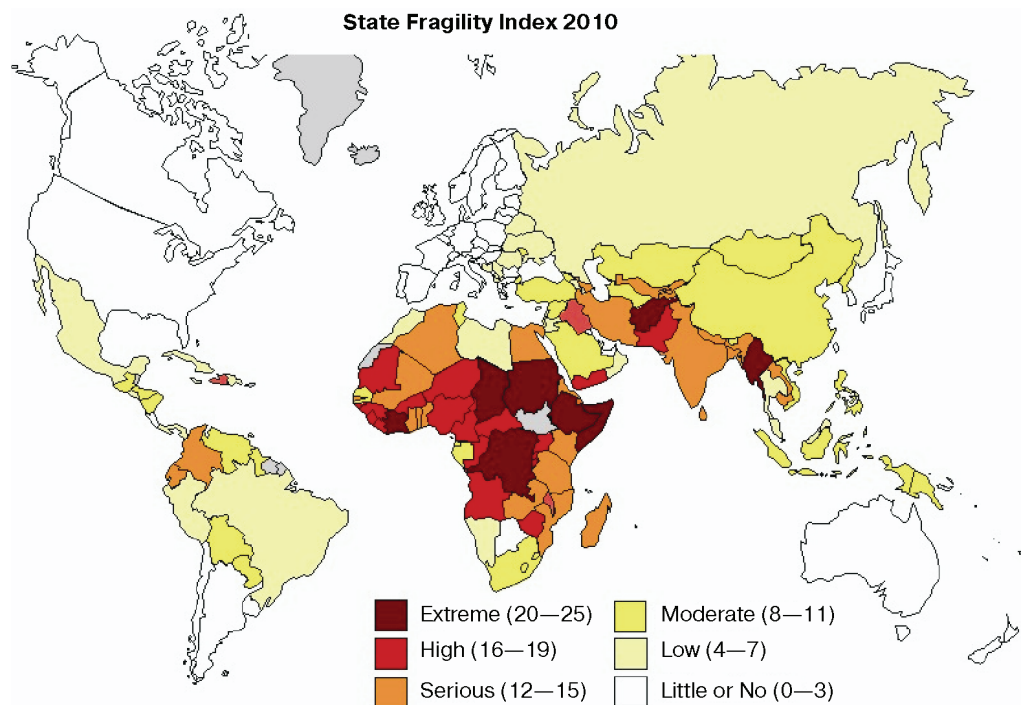 State Fragility Index 2010
Extreme (20—25)
High (16—19)
Serious (12—15)
Moderate (8—11)
Low (4—7)
Little or No (0—3)